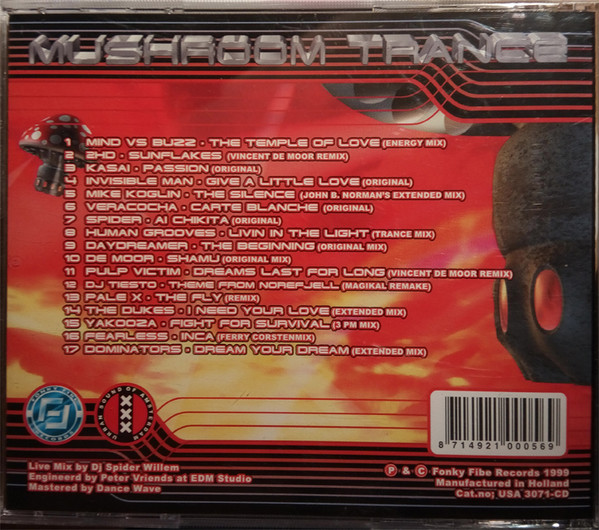 MUSHROOM TRANCE
1 MIND VS BUZZ · THE TEMPLE OF LOVE (ENERGY MIX)
2 2HD · SUNFLAKES (VINCENT DE MOOR REMIX)
3 KASAI · PASSION (ORIGINAL)
4 INVISIBLE MAN · GIVE A LITTLE LOVE (ORIGINAL)
5 MIKE KOGLIN · THE SILENCE (JOHN B. NORMAN'S EXTENDED MIX)
6 VERACOCHA · CARTE BLANCHE (ORIGINAL)
7 SPIDER · AI CHIKITA (ORIGINAL)
8 HUMAN GROOVES · LIVIN IN THE LIGHT (TRANCE MIX)
9 DAYDREAMER · THE BEGINNING (ORIGINAL MIX)
10 DE MOOR · SHAMU (ORIGINAL MIX)
11 PULP VICTIM · DREAMS LAST FOR LONG (VINCENT DE MOOR REMIX)
12 DJ TIESTO · THEME FROM NOREFJELL (MAGIKAL REMAKE)
13 PALE X · THE FLY (REMIX)
14 THE DUKES · I NEED YOUR LOVE (EXTENDED MIX)
15 YAKOOZA · FIGHT FOR SURVIVAL (3 PM MIX)
16 FEARLESS · INCA (FERRY CORSTENMIX)
17 DOMINATORS · DREAM YOUR DREAM (EXTENDED MIX)
FONKY FIBE RECORDS
URBAN SOUND OF AMSTERDAM
XXX
8 714921 000569
Live Mix by Dj Spider Willem
Engineerd by Peter Vriends at EDM Studio
Mastered by Dance Wave
P & C Fonky Fibe Records 1999
Manufactured in Holland
Cat.no; USA 3071-CD